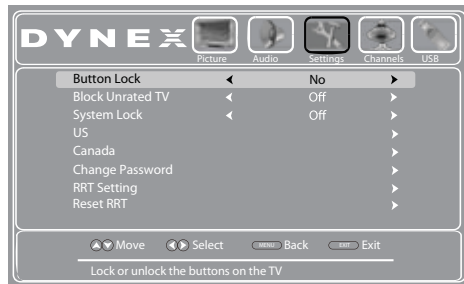 DYNEX
Picture Audio Settings Channels USB
Button Lock No
Block Unrated TV Off
System Lock Off
US
Canada
Change Password
RRT Setting
Reset RRT
Move Select MENU Back EXIT Exit
Lock or unlock the buttons on the TV